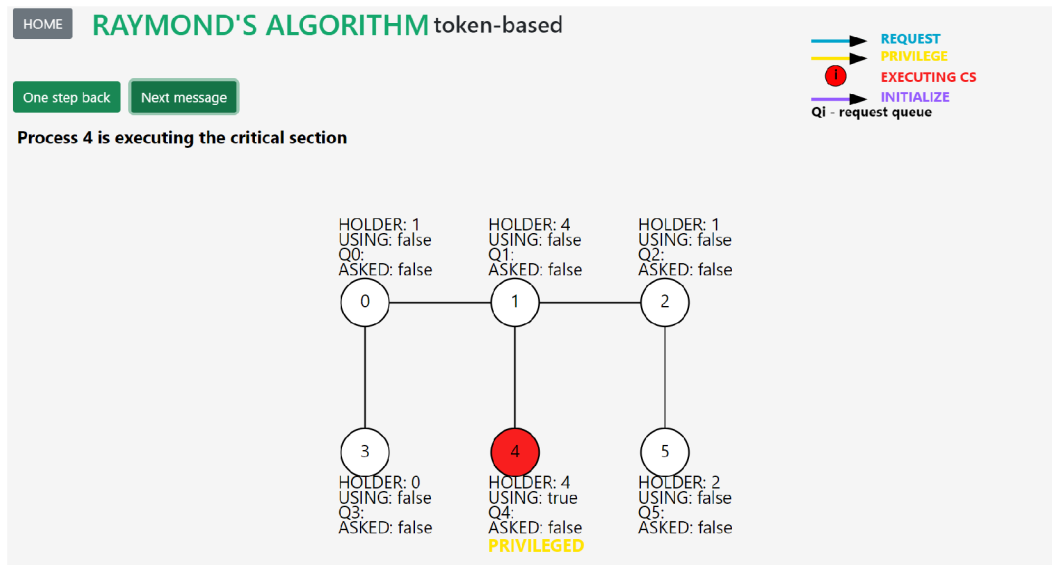 HOME
RAYMOND'S ALGORITHM token-based
REQUEST
PRIVILEGE
i
EXECUTING CS
INITIALIZE
Qi - request queue
One step back
Next message
Process 4 is executing the critical section
HOLDER: 1
USING: false
Q0:
ASKED: false
HOLDER: 4
USING: false
Q1:
ASKED: false
HOLDER: 1
USING: false
Q2:
ASKED: false
0
1
2
3
4
5
HOLDER: 0
USING: false
Q3:
ASKED: false
HOLDER: 4
USING: true
Q4:
ASKED: false
PRIVILEGED
HOLDER: 2
USING: false
Q5:
ASKED: false